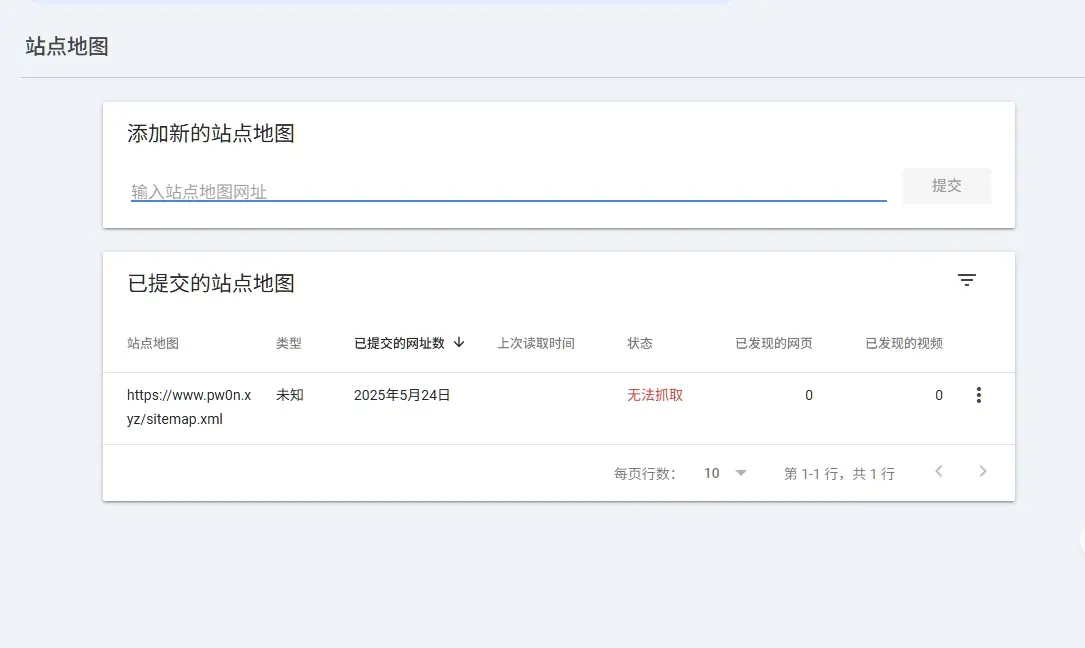 站点地图
添加新的站点地图
输入站点地图网址
提交
已提交的站点地图
站点地图 类型 已提交的网址数 上次读取时间 状态 已发现的网页 已发现的视频
https://www.pw0n.x 未知 2025年5月24日 无法抓取 0 0
yz/sitemap.xml
每页行数： 10 第 1-1 行，共 1 行